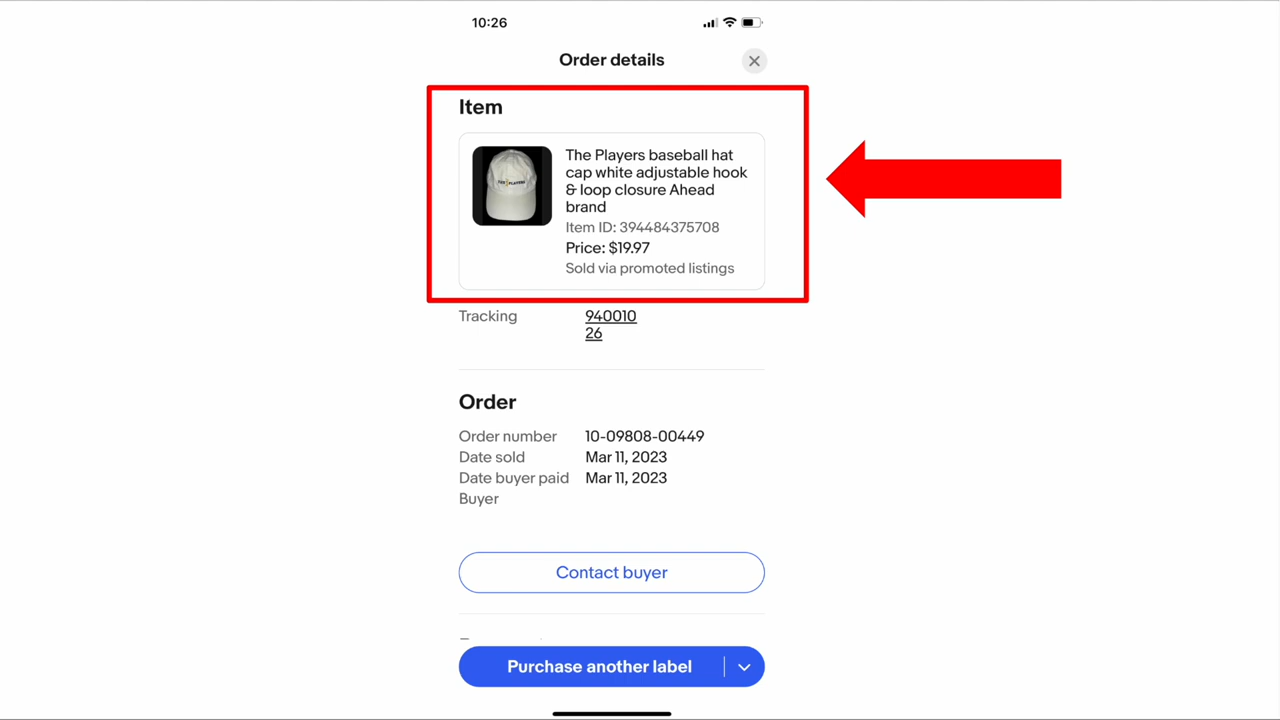 10:26
Order details
Item
The Players baseball hat
cap white adjustable hook
& loop closure Ahead
brand
Item ID: 394484375708
Price: $19.97
Sold via promoted listings
Tracking
940010
26
Order
Order number 10-09808-00449
Date sold Mar 11, 2023
Date buyer paid Mar 11, 2023
Buyer
Contact buyer
Purchase another label